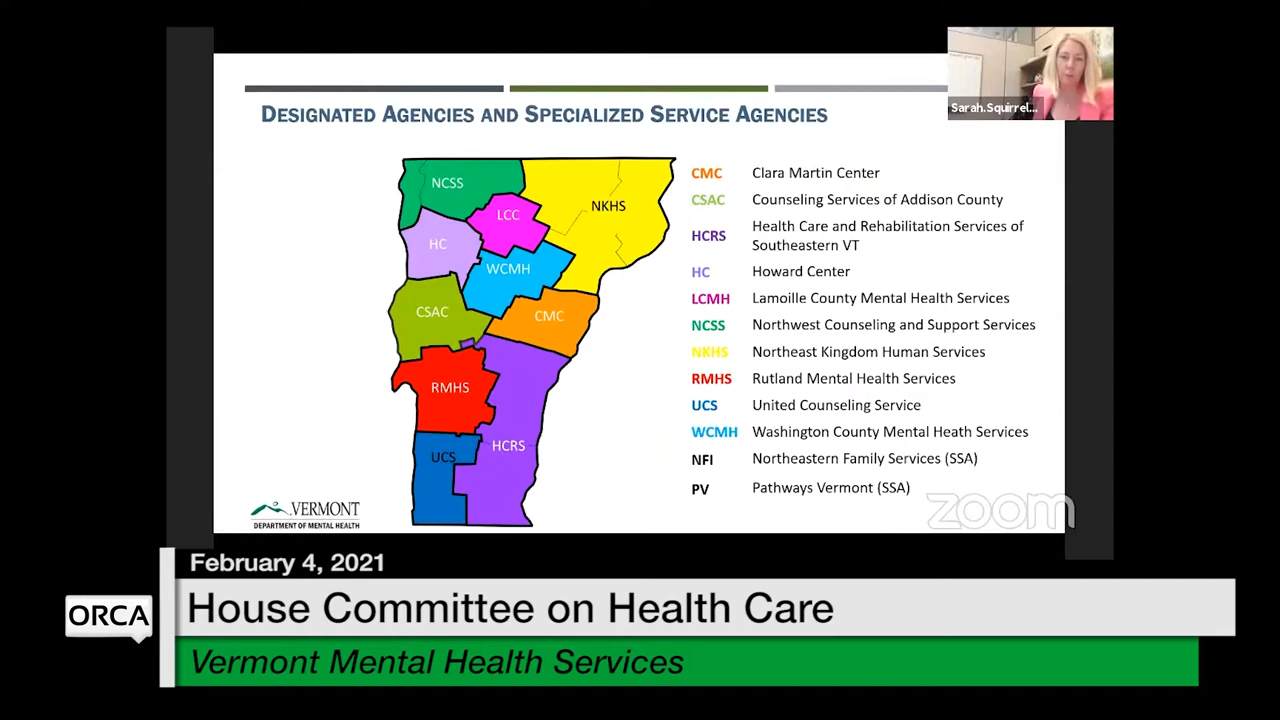 Sarah.Squirrel...
DESIGNATED AGENCIES AND SPECIALIZED SERVICE AGENCIES
NCSS
LCC
NKHS
HC
WCMH
CSAC
CMC
RMHS
HCRS
UCS
CMC Clara Martin Center
CSAC Counseling Services of Addison County
HCRS Health Care and Rehabilitation Services of
Southeastern VT
HC Howard Center
LCMH Lamoille County Mental Health Services
NCSS Northwest Counseling and Support Services
NKHS Northeast Kingdom Human Services
RMHS Rutland Mental Health Services
UCS United Counseling Service
WCMH Washington County Mental Heath Services
NFI Northeastern Family Services (SSA)
PV Pathways Vermont (SSA)
VERMONT
DEPARTMENT OF MENTAL HEALTH
zoom
February 4, 2021
ORCA
House Committee on Health Care
Vermont Mental Health Services